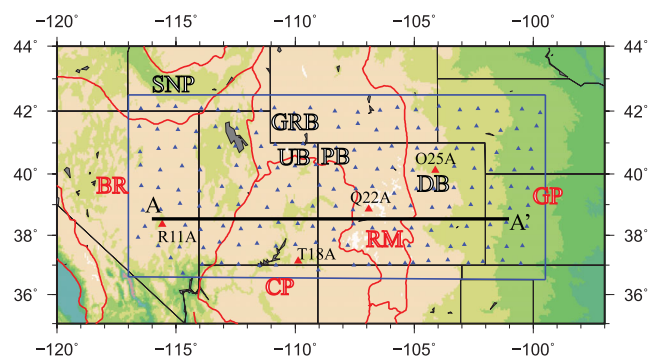 −120° −115° −110° −105° −100°
44° 44°
SNP
42° 42°
GRB
UB PB O25A
40° 40°
BR DB
Q22A GP
A
R11A A'
38° RM 38°
T18A
CP
36° 36°
−120° −115° −110° −105° −100°